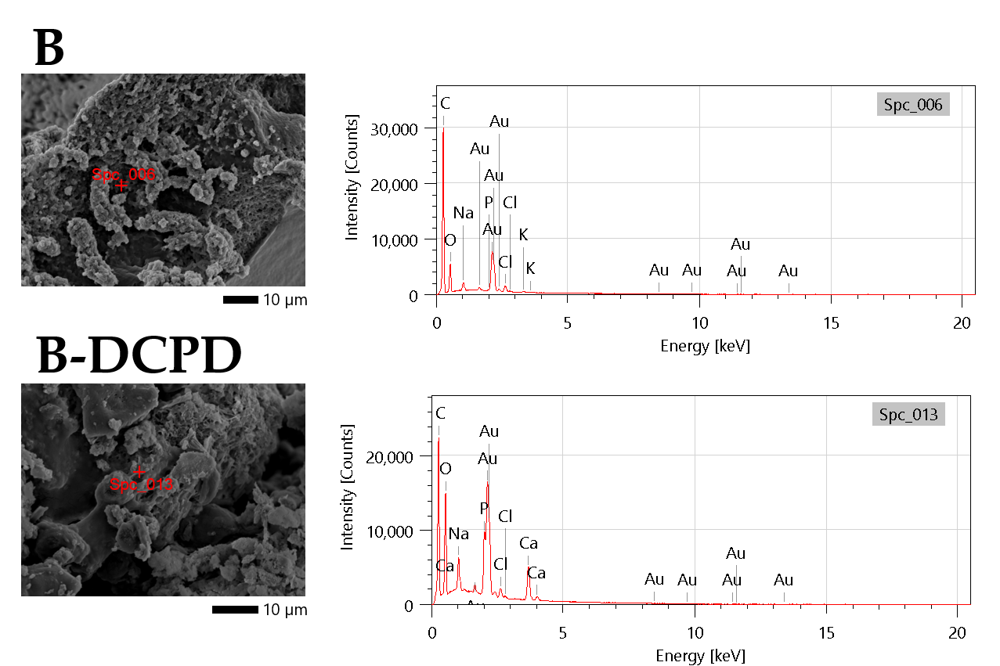 B
Spc_006
10 µm
Spc_006
C
Au
Au
Au
P
Cl
Na
Au
K
O
Cl
K
Au
Au
Au
Au
Au
30,000
20,000
10,000
0
Intensity [Counts]
0 5 10 15 20
Energy [keV]
B-DCPD
Spc_013
10 µm
Spc_013
C
Au
Au
O
P
Cl
Na
Ca
Ca
Cl
Ca
Au
Au
Au
Au
Au
20,000
10,000
0
Intensity [Counts]
0 5 10 15 20
Energy [keV]